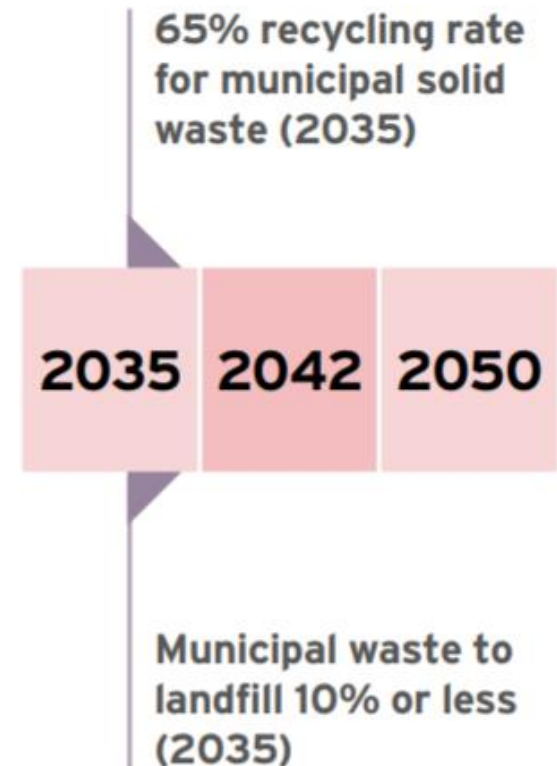 65% recycling rate
for municipal solid
waste (2035)
2035 2042 2050
Municipal waste to
landfill 10% or less
(2035)